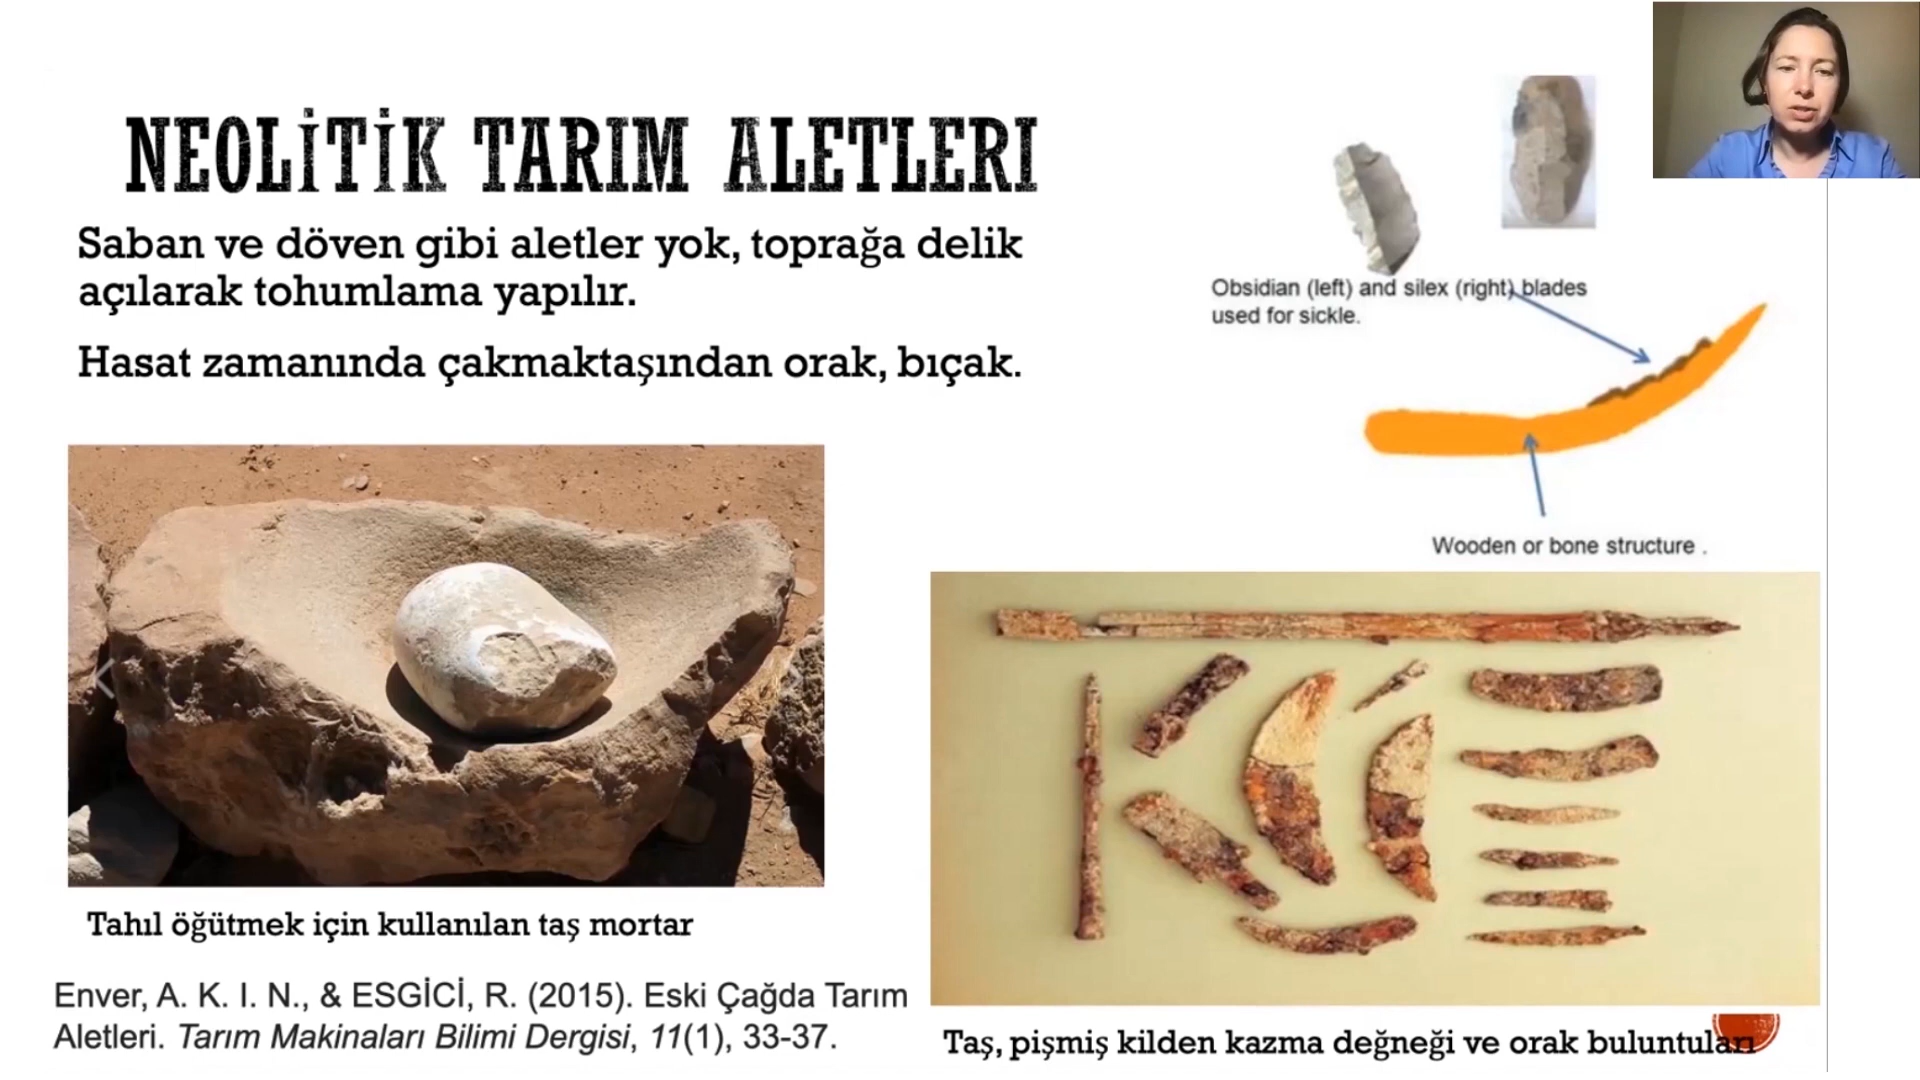 NEOLİTİK TARIM ALETLERI
Saban ve döven gibi aletler yok, toprağa delik
açılarak tohumlama yapılır.
Hasat zamanında çakmaktaşından orak, bıçak.
Obsidian (left) and silex (right) blades
used for sickle.
Wooden or bone structure .
Tahıl öğütmek için kullanılan taş mortar
Enver, A. K. I. N., & ESGİCİ, R. (2015). Eski Çağda Tarım
Aletleri. Tarım Makinaları Bilimi Dergisi, 11(1), 33-37.
Taş, pişmiş kilden kazma değneği ve orak buluntuları